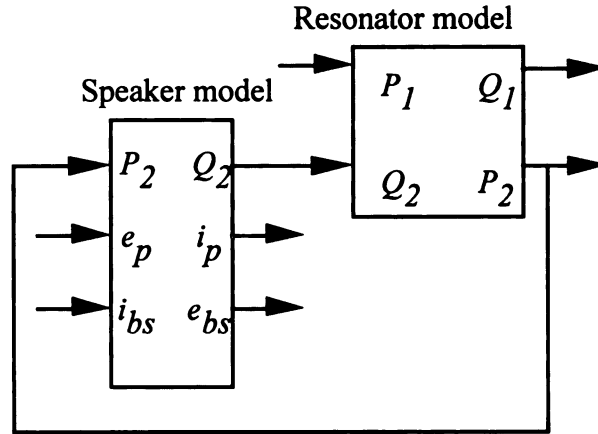 Resonator model
P1 Q1
Speaker model
P2 Q2
Q2 P2
ep ip
ibs ebs